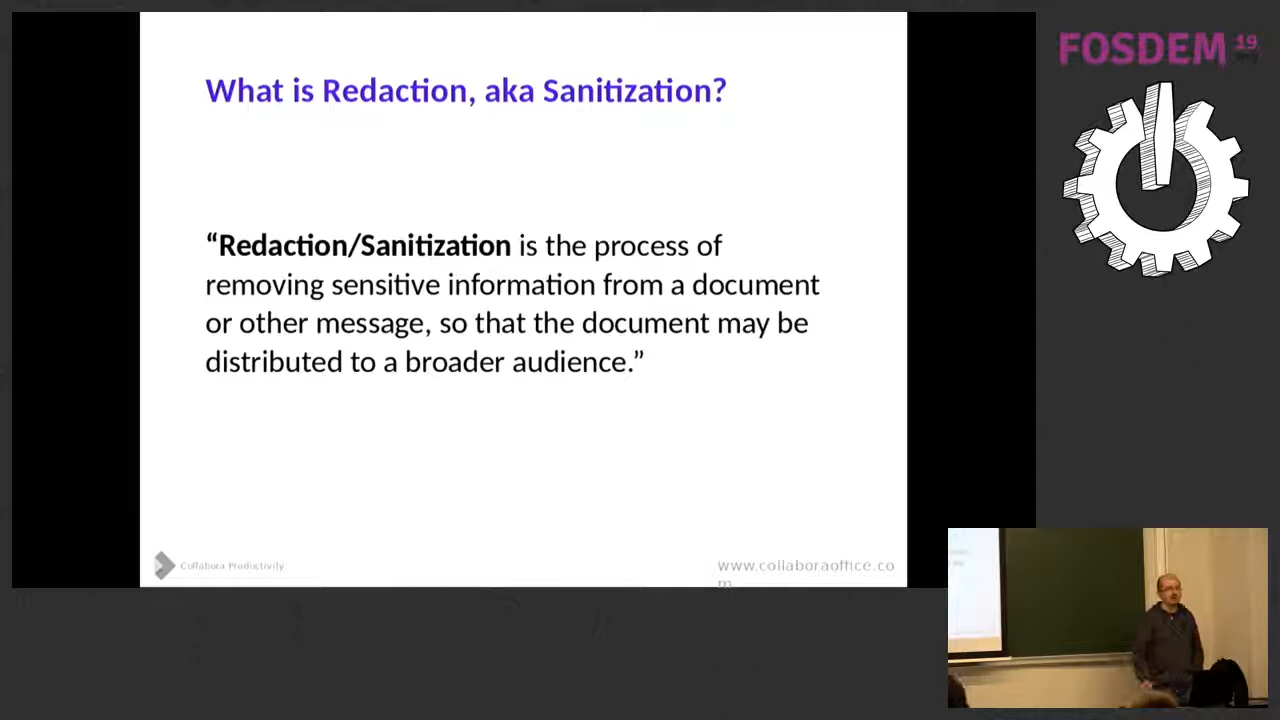 What is Redaction, aka Sanitization?
“Redaction/Sanitization is the process of
removing sensitive information from a document
or other message, so that the document may be
distributed to a broader audience.”
Collabora Productivity
www.collaboraoffice.co
m
FOSDEM 19